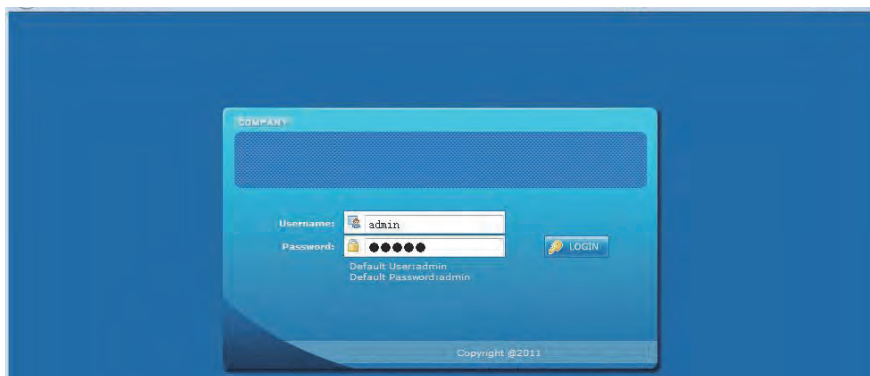 COMPANY
Username: admin
Password: ●●●●●
LOGIN
Default User:admin
Default Password:admin
Copyright @2011